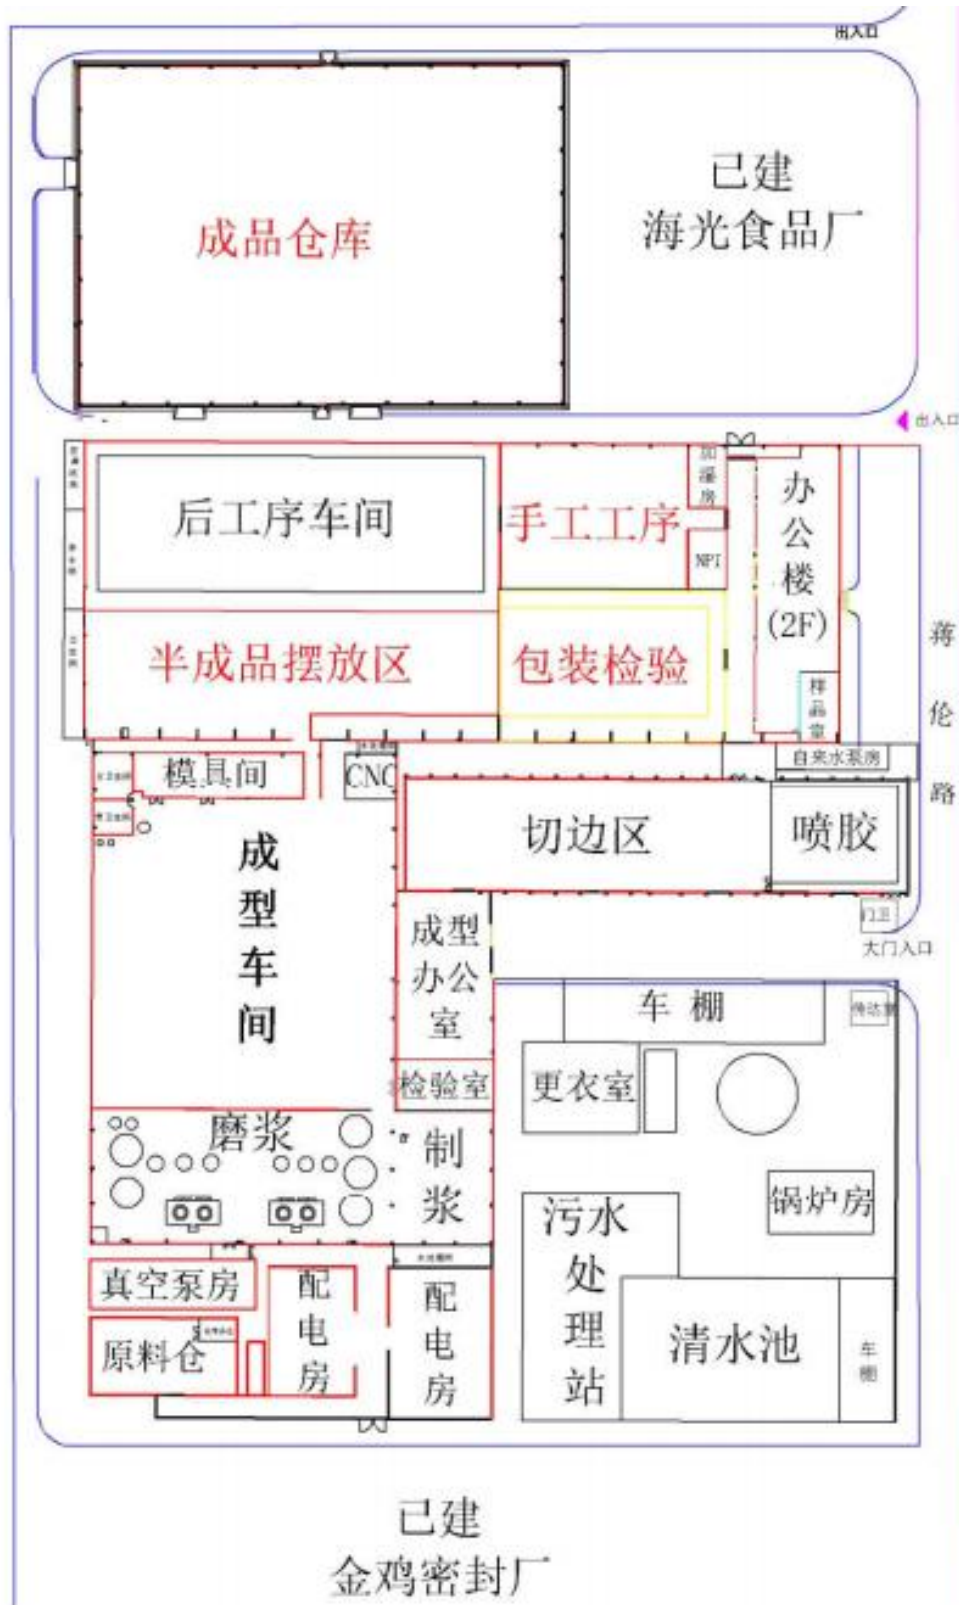 出入口
已建
海光食品厂
成品仓库
出入口
后工序车间
手工工序
加湿房
NPI
办公楼
(2F)
半成品摆放区
包装检验
样品室
蒋伦路
模具间
CNC
自来水泵房
成型车间
切边区
喷胶
门卫
大门入口
成型
办公
室
检验室
车棚
传达室
更衣室
磨浆
制浆
锅炉房
污水
处理站
真空泵房
配电房
配电房
原料仓
清水池
车棚
已建
金鸡密封厂